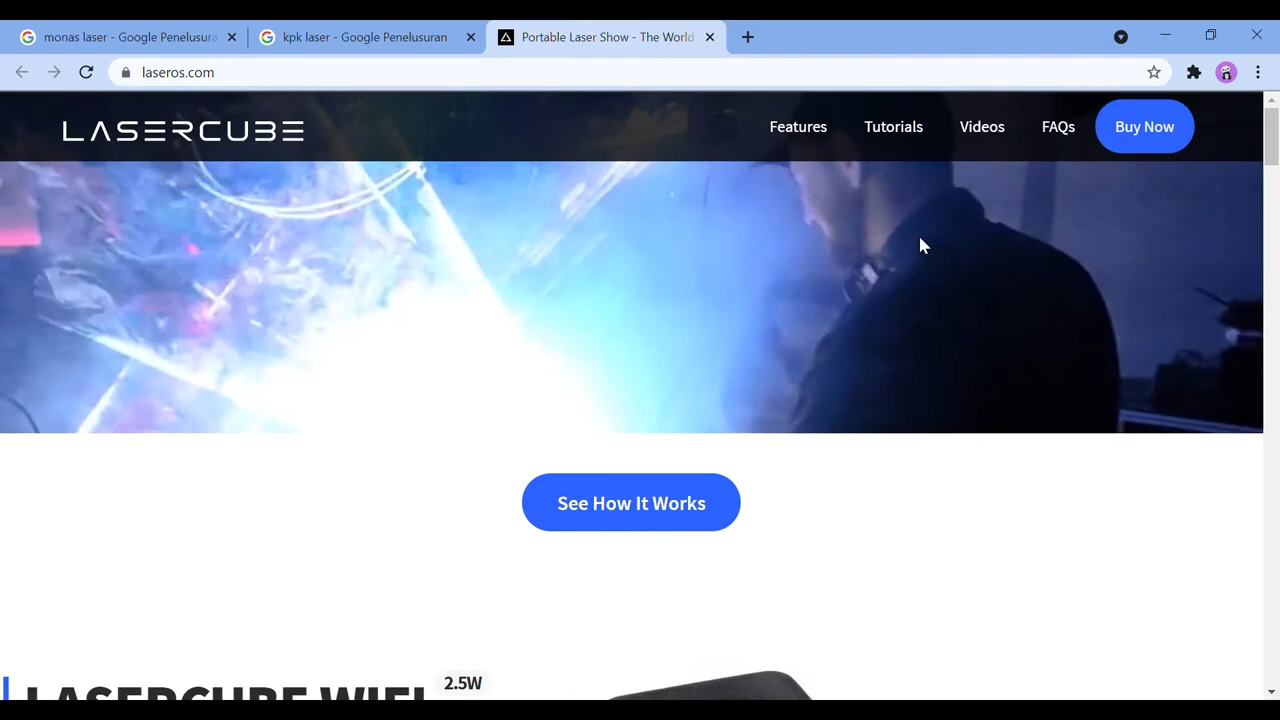 monas laser - Google Penelusura
kpk laser - Google Penelusuran
Portable Laser Show - The World
laseros.com
LASERCUBE
Features
Tutorials
Videos
FAQs
Buy Now
See How It Works
LASERCUBE WIFI
2.5W